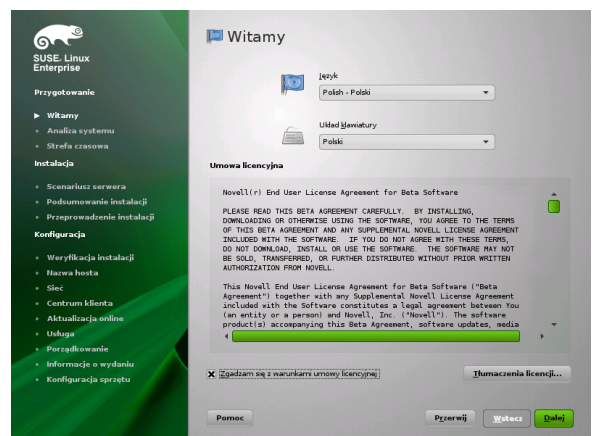 SUSE. Linux
Enterprise
Przygotowanie
Witamy
Analiza systemu
Strefa czasowa
Instalacja
Scenariusz serwera
Podsumowanie instalacji
Przeprowadzenie instalacji
Konfiguracja
Weryfikacja instalacji
Nazwa hosta
Sieć
Centrum klienta
Aktualizacja online
Usługa
Porządkowanie
Informacje o wydaniu
Konfiguracja sprzętu
Witamy
Język
Polish - Polski
Układ klawiatury
Polski
Umowa licencyjna
Novell(r) End User License Agreement for Beta Software
PLEASE READ THIS BETA AGREEMENT CAREFULLY. BY INSTALLING,
DOWNLOADING OR OTHERWISE USING THE SOFTWARE, YOU AGREE TO THE TERMS
OF THIS BETA AGREEMENT AND ANY SUPPLEMENTAL NOVELL LICENSE AGREEMENT
INCLUDED WITH THE SOFTWARE. IF YOU DO NOT AGREE WITH THESE TERMS,
DO NOT DOWNLOAD, INSTALL OR USE THE SOFTWARE. THE SOFTWARE MAY NOT
BE SOLD, TRANSFERRED, OR FURTHER DISTRIBUTED WITHOUT PRIOR WRITTEN
AUTHORIZATION FROM NOVELL.
This Novell End User License Agreement for Beta Software ("Beta
Agreement") together with any Supplemental Novell License Agreement
included with the Software constitutes a legal agreement between You
(an entity or a person) and Novell, Inc. ("Novell"). The software
product(s) accompanying this Beta Agreement, software updates, media
Zgadzam się z warunkami umowy licencyjnej
Tłumaczenia licencji...
Pomoc
Przerwij
Wstecz
Dalej